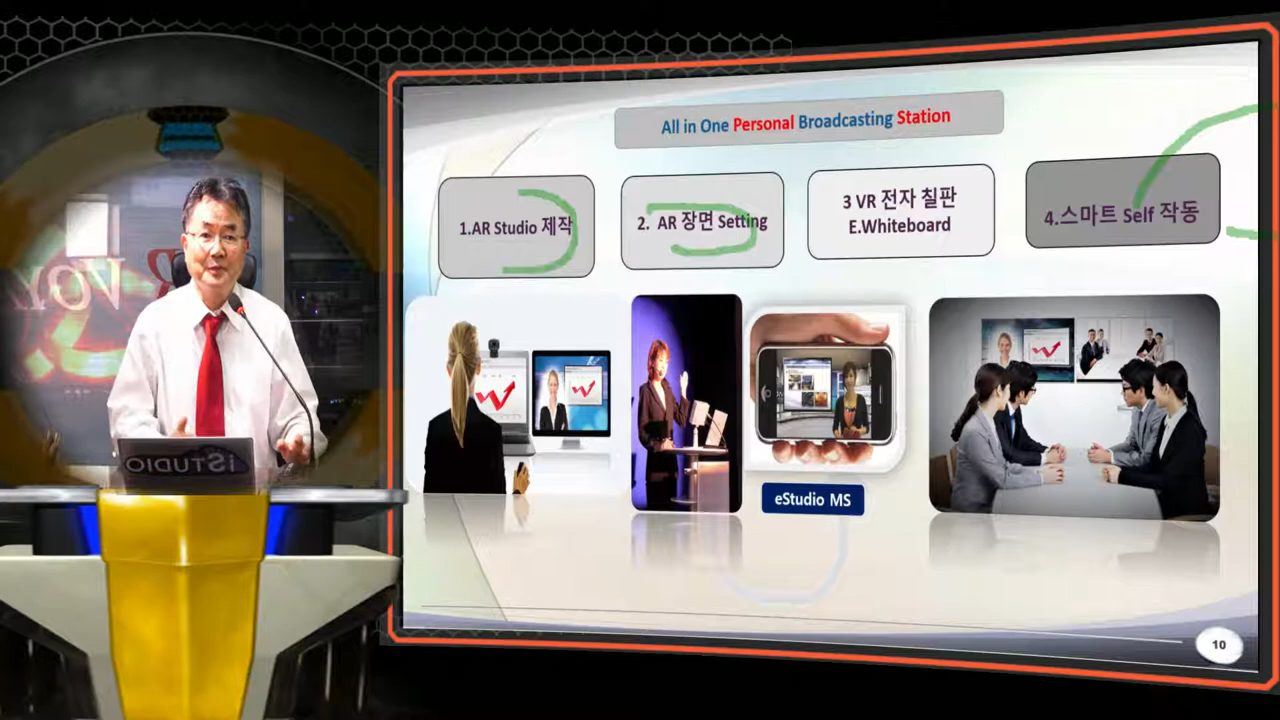 All in One Personal Broadcasting Station
1.AR Studio 제작
2. AR 장면 Setting
3 VR 전자 칠판
E.Whiteboard
4.스마트 Self 작동
eStudio MS
iSTUDIO
10